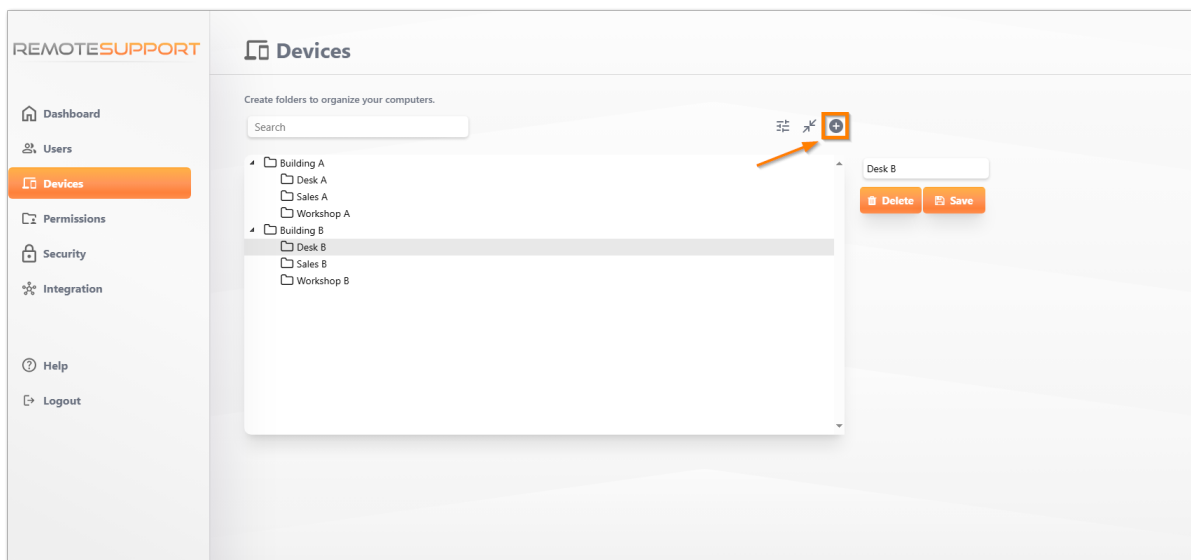 REMOTESUPPORT
Devices
Dashboard
Users
Devices
Permissions
Security
Integration
Help
Logout
Create folders to organize your computers.
Search
Building A
Desk A
Sales A
Workshop A
Building B
Desk B
Sales B
Workshop B
Desk B
Delete Save